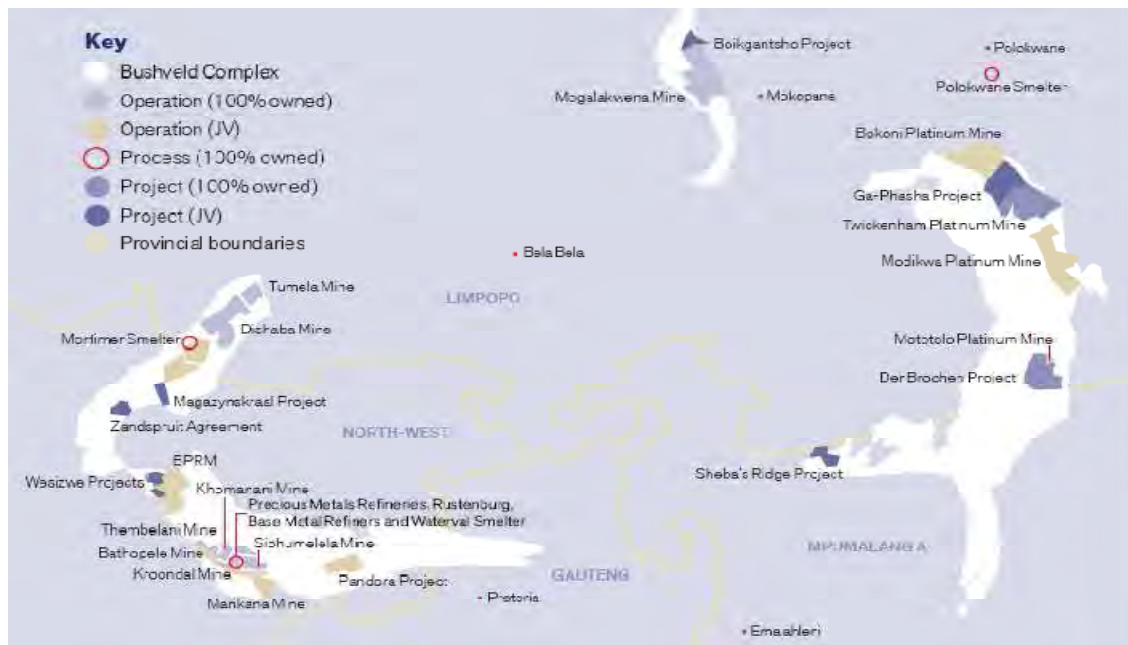 Key
Bushveld Complex
Operation (100% owned)
Operation (JV)
Process (100% owned)
Project (100% owned)
Project (JV)
Provincial boundaries
Boikgantsho Project
Polokwane
Polokwane Smelter
Mogalakwena Mine
Mokopane
Bokoni Platinum Mine
Ga-Phasha Project
Twickenham Platinum Mine
Modikwa Platinum Mine
Bela Bela
LIMPOPO
Tumela Mine
Dishaba Mine
Mortimer Smelter
Mototolo Platinum Mine
Der Brochen Project
Magazynskraal Project
Zandspruit Agreement
NORTH-WEST
BPRM
Wesizwe Projects
Khomanani Mine
Sheba's Ridge Project
Precious Metals Refineries, Rustenburg,
Base Metal Refiners and Waterval Smelter
Thembelani Mine
Siphumelela Mine
Bathopele Mine
Kroondal Mine
Pandora Project
Marikana Mine
GAUTENG
MPUMALANGA
Pretoria
Emaahleni